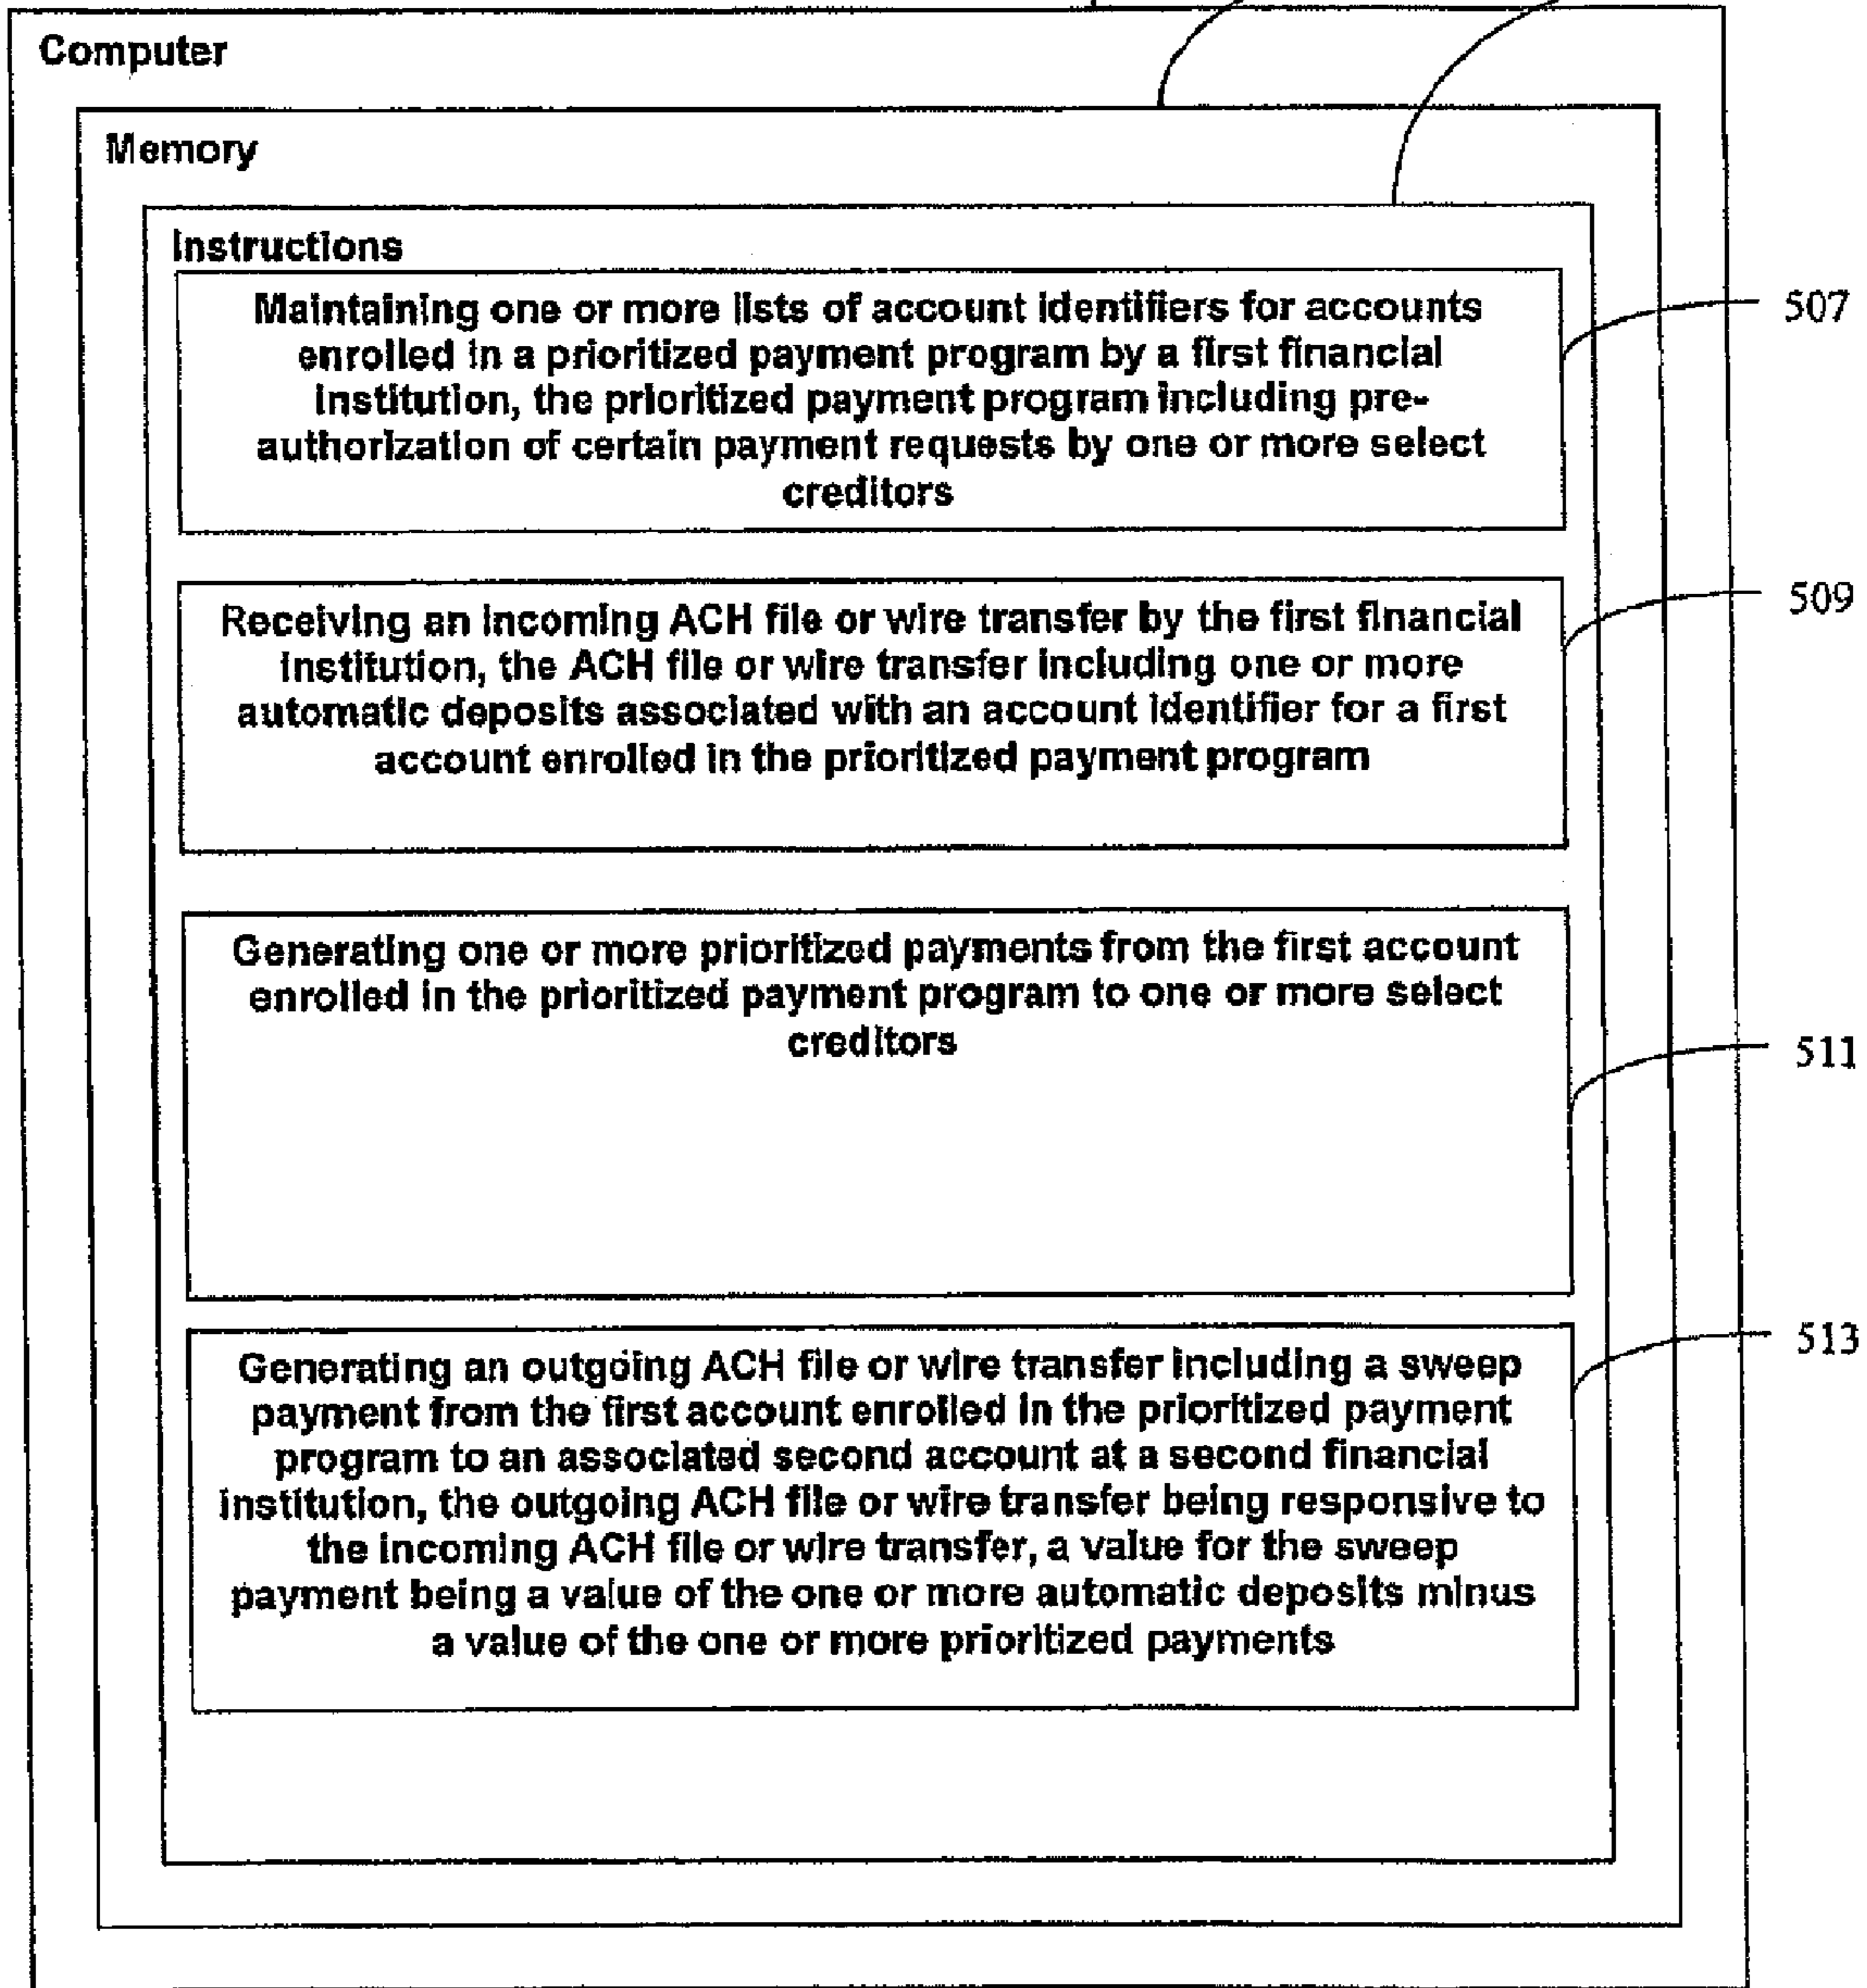 Computer
Memory
Instructions
Maintaining one or more lists of account identifiers for accounts
enrolled in a prioritized payment program by a first financial
institution, the prioritized payment program including pre-
authorization of certain payment requests by one or more select
creditors
507
Receiving an incoming ACH file or wire transfer by the first financial
institution, the ACH file or wire transfer including one or more
automatic deposits associated with an account identifier for a first
account enrolled in the prioritized payment program
509
Generating one or more prioritized payments from the first account
enrolled in the prioritized payment program to one or more select
creditors
511
Generating an outgoing ACH file or wire transfer including a sweep
payment from the first account enrolled in the prioritized payment
program to an associated second account at a second financial
institution, the outgoing ACH file or wire transfer being responsive to
the incoming ACH file or wire transfer, a value for the sweep
payment being a value of the one or more automatic deposits minus
a value of the one or more prioritized payments
513